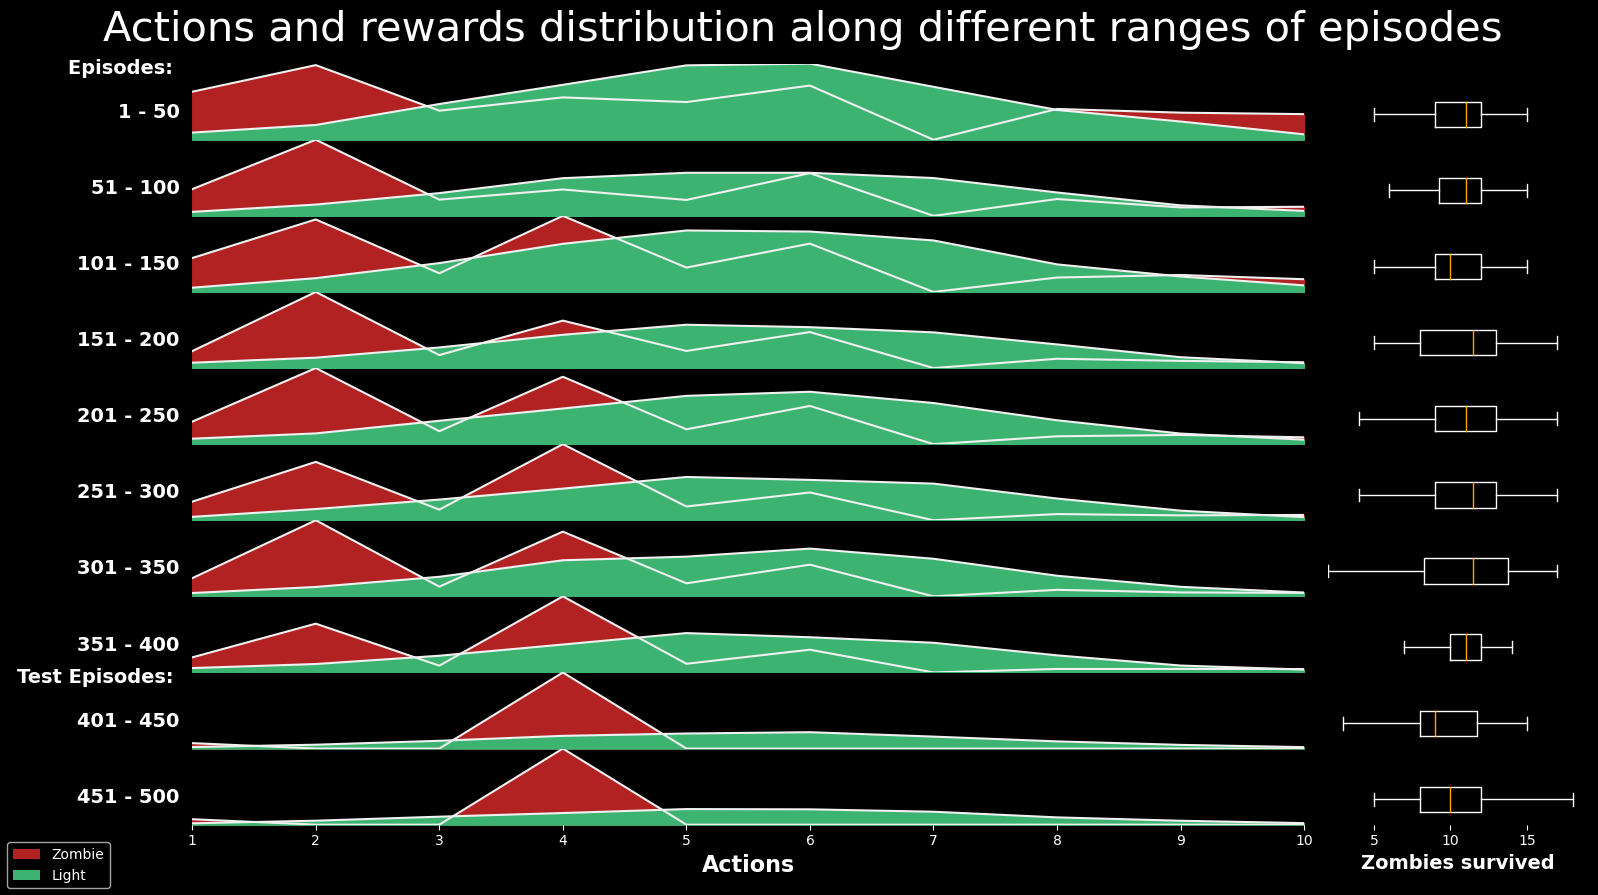 Actions and rewards distribution along different ranges of episodes
Episodes:
1 - 50
51 - 100
101 - 150
151 - 200
201 - 250
251 - 300
301 - 350
351 - 400
Test Episodes:
401 - 450
451 - 500
1 2 3 4 5 6 7 8 9 10
5 10 15
Actions
Zombies survived
Zombie
Light